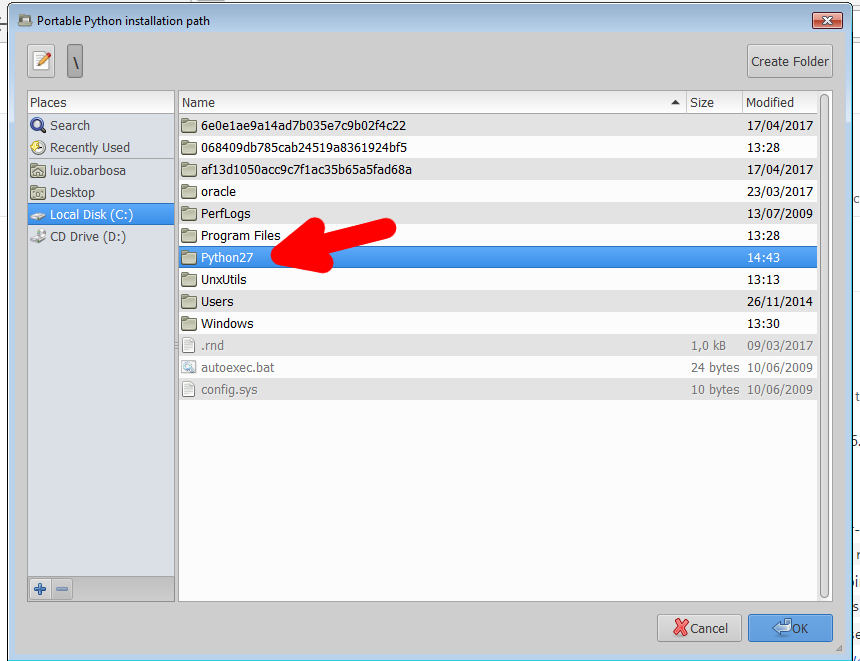 Portable Python installation path
\
Create Folder
Places
Search
Recently Used
luiz.obarbosa
Desktop
Local Disk (C:)
CD Drive (D:)
Name Size Modified
6e0e1ae9a14ad7b035e7c9b02f4c22 17/04/2017
068409db785cab24519a8361924bf5 13:28
af13d1050acc9c7f1ac35b65a5fad68a 17/04/2017
oracle 23/03/2017
PerfLogs 13/07/2009
Program Files 13:28
Python27 14:43
UnxUtils 13:13
Users 26/11/2014
Windows 13:30
.rnd 1,0 kB 09/03/2017
autoexec.bat 24 bytes 10/06/2009
config.sys 10 bytes 10/06/2009
Cancel
OK